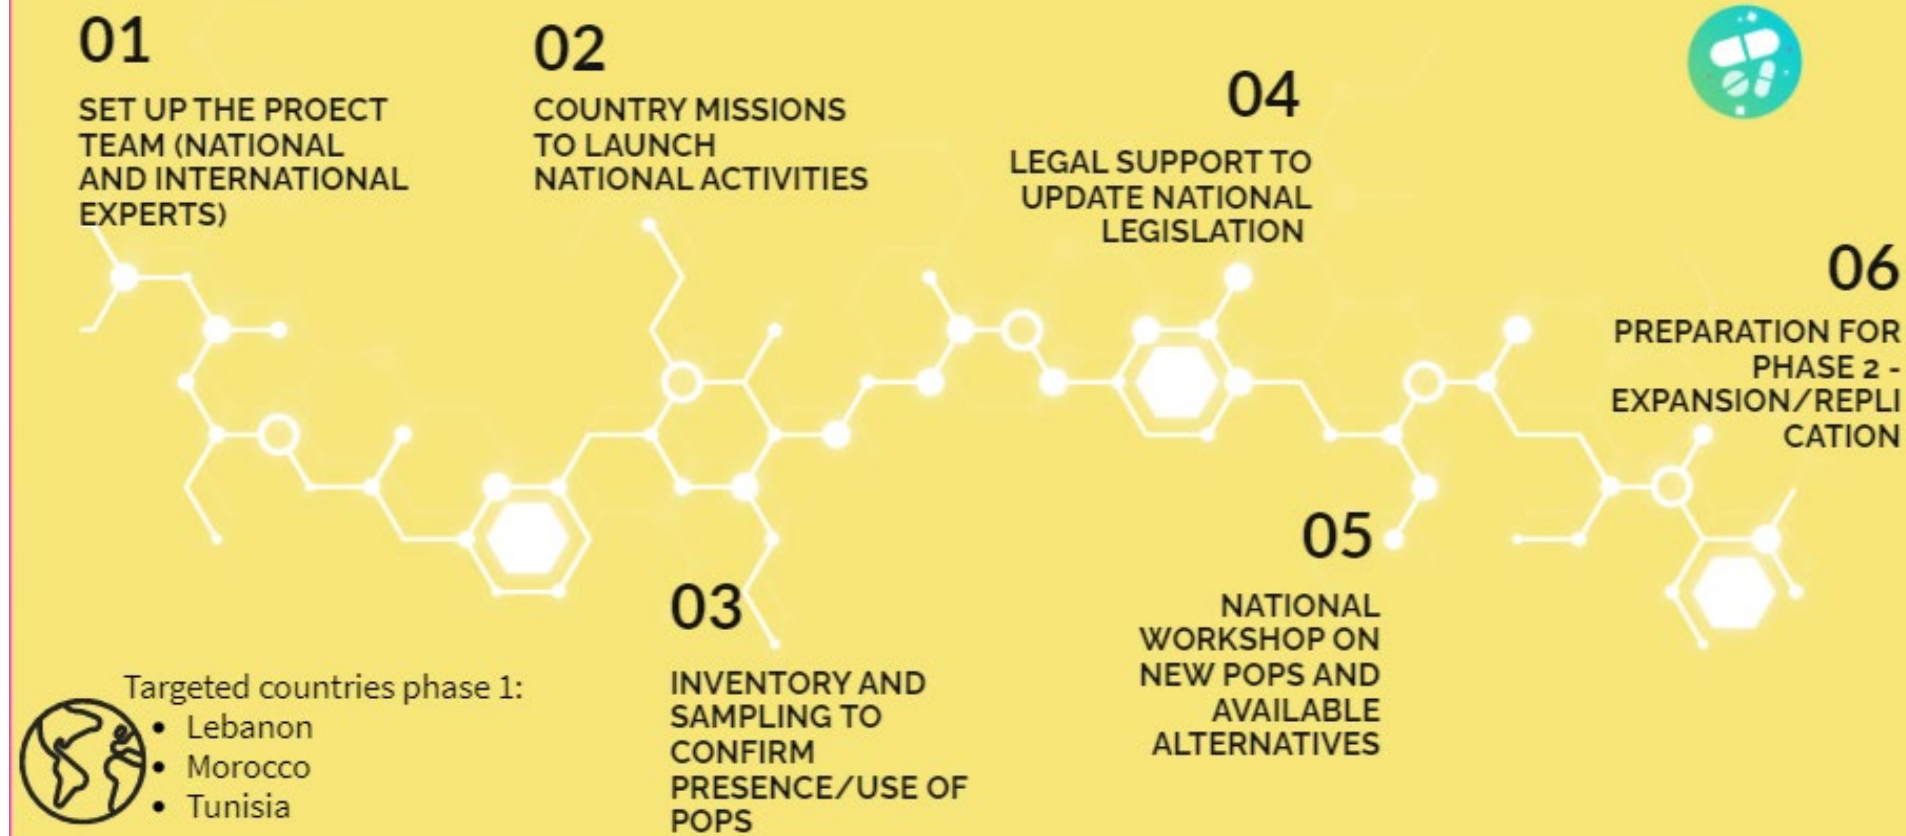 01
SET UP THE PROECT
TEAM (NATIONAL
AND INTERNATIONAL
EXPERTS)
02
COUNTRY MISSIONS
TO LAUNCH
NATIONAL ACTIVITIES
03
INVENTORY AND
SAMPLING TO
CONFIRM
PRESENCE/USE OF
POPS
04
LEGAL SUPPORT TO
UPDATE NATIONAL
LEGISLATION
05
NATIONAL
WORKSHOP ON
NEW POPS AND
AVAILABLE
ALTERNATIVES
06
PREPARATION FOR
PHASE 2 -
EXPANSION/REPLI
CATION
Targeted countries phase 1:
• Lebanon
• Morocco
• Tunisia